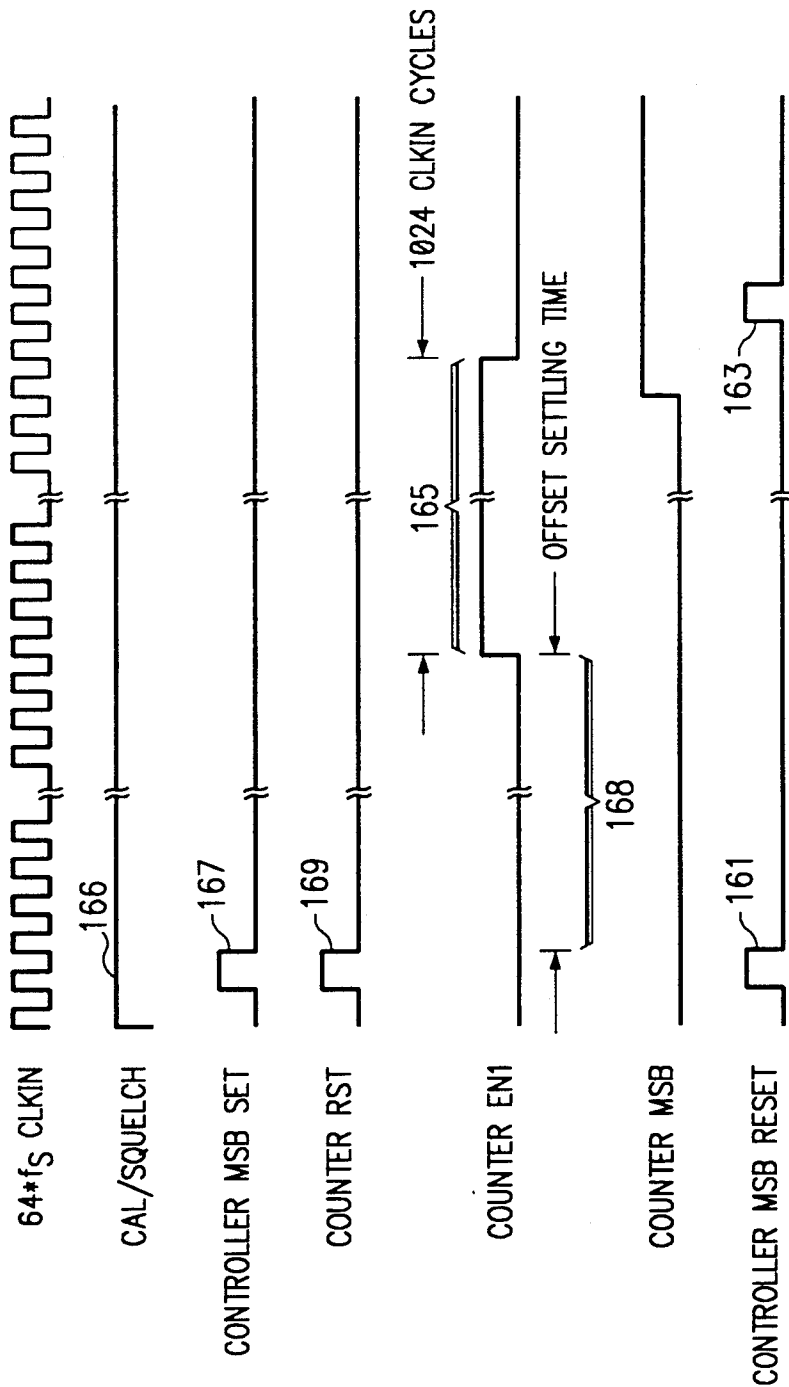 64*fS CLKIN
CAL/SQUELCH
166
CONTROLLER MSB SET
167
COUNTER RST
169
1024 CLKIN CYCLES
165
COUNTER EN1
OFFSET SETTLING TIME
168
COUNTER MSB
CONTROLLER MSB RESET
161
163